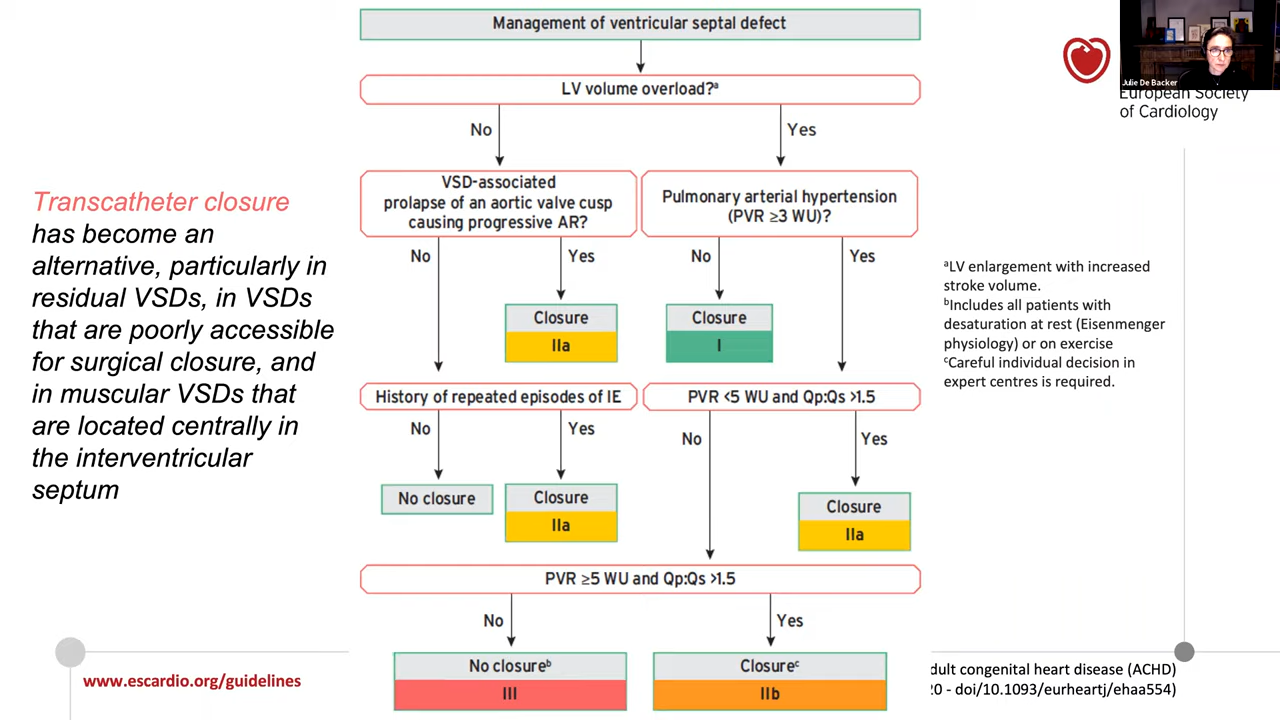 Management of ventricular septal defect
LV volume overload?ᵃ
No
Yes
VSD-associated
prolapse of an aortic valve cusp
causing progressive AR?
Pulmonary arterial hypertension
(PVR ≥3 WU)?
No
Yes
No
Yes
Closure
IIa
Closure
I
History of repeated episodes of IE
PVR <5 WU and Qp:Qs >1.5
No
Yes
No
Yes
No closure
Closure
IIa
Closure
IIa
PVR ≥5 WU and Qp:Qs >1.5
No
Yes
No closureᵇ
III
Closureᶜ
IIb
Transcatheter closure
has become an
alternative, particularly in
residual VSDs, in VSDs
that are poorly accessible
for surgical closure, and
in muscular VSDs that
are located centrally in
the interventricular
septum
ᵃLV enlargement with increased
stroke volume.
ᵇIncludes all patients with
desaturation at rest (Eisenmenger
physiology) or on exercise
ᶜCareful individual decision in
expert centres is required.
Julie De Backer
European Society
of Cardiology
www.escardio.org/guidelines
dult congenital heart disease (ACHD)
20 - doi/10.1093/eurheartj/ehaa554)